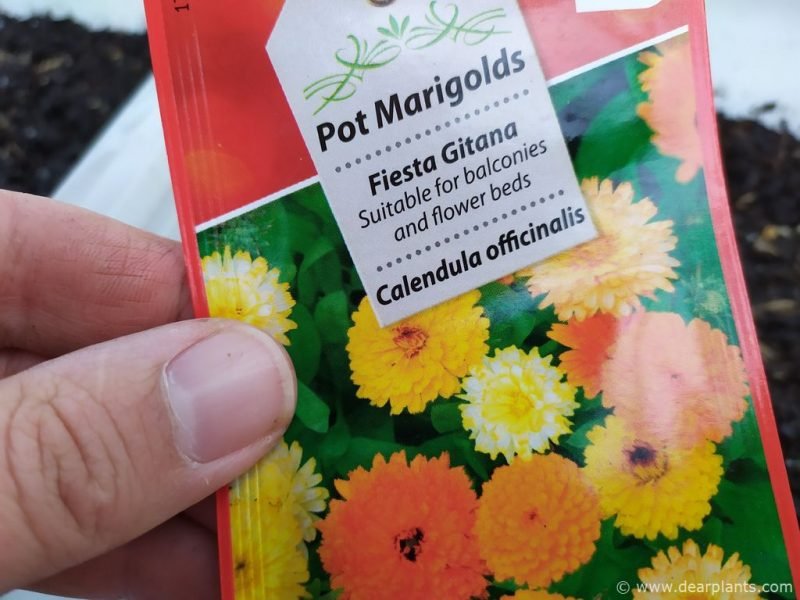 Pot Marigolds
Fiesta Gitana
Suitable for balconies
and flower beds
Calendula officinalis
© www.dearplants.com